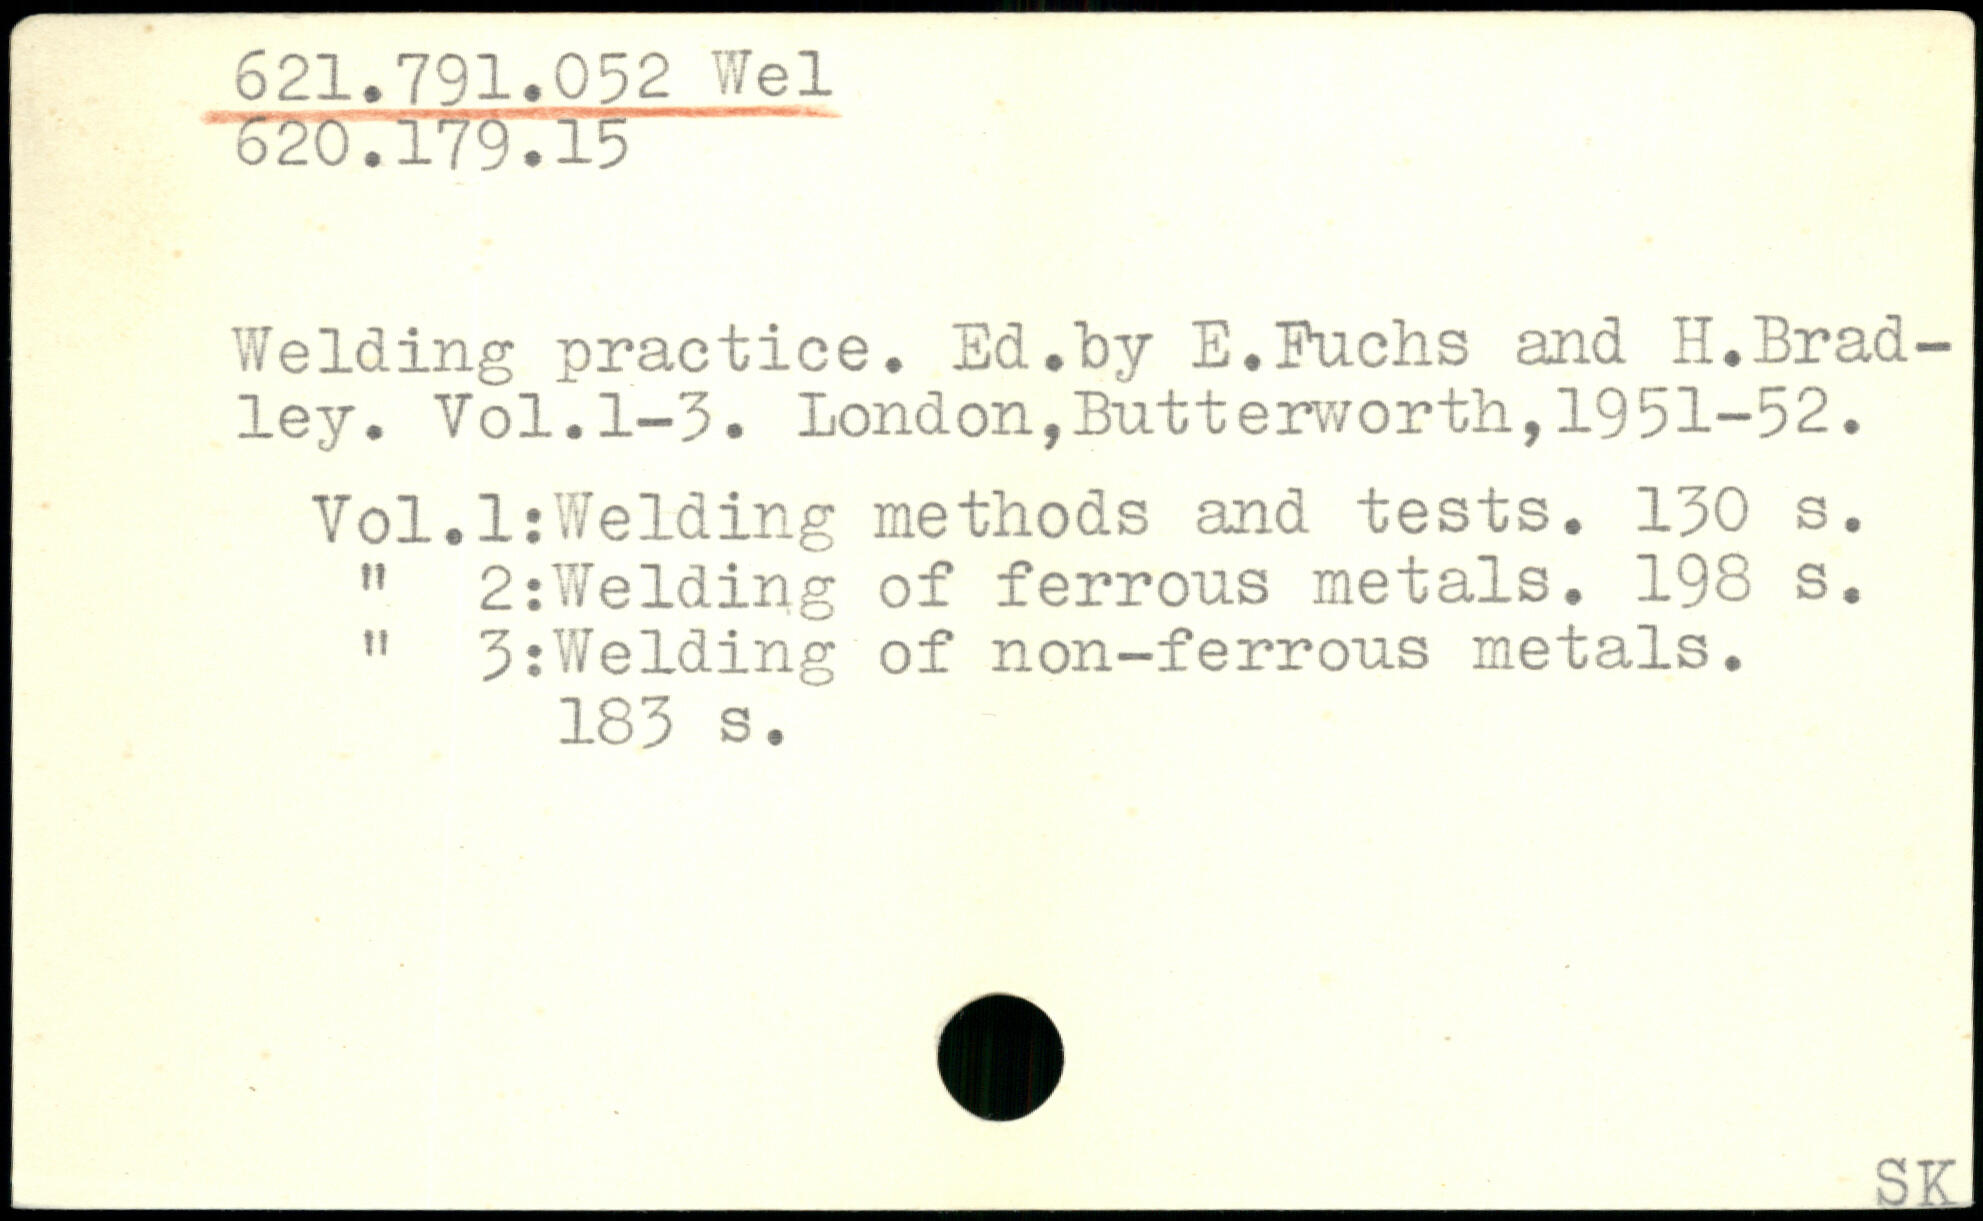 621.791.052 Wel
620.179.15
Welding practice. Ed.by E.Fuchs and H.Brad-
ley. Vol.1-3. London,Butterworth,1951-52.
Vol.1:Welding methods and tests. 130 s.
" 2:Welding of ferrous metals. 198 s.
" 3:Welding of non-ferrous metals.
183 s.
SK